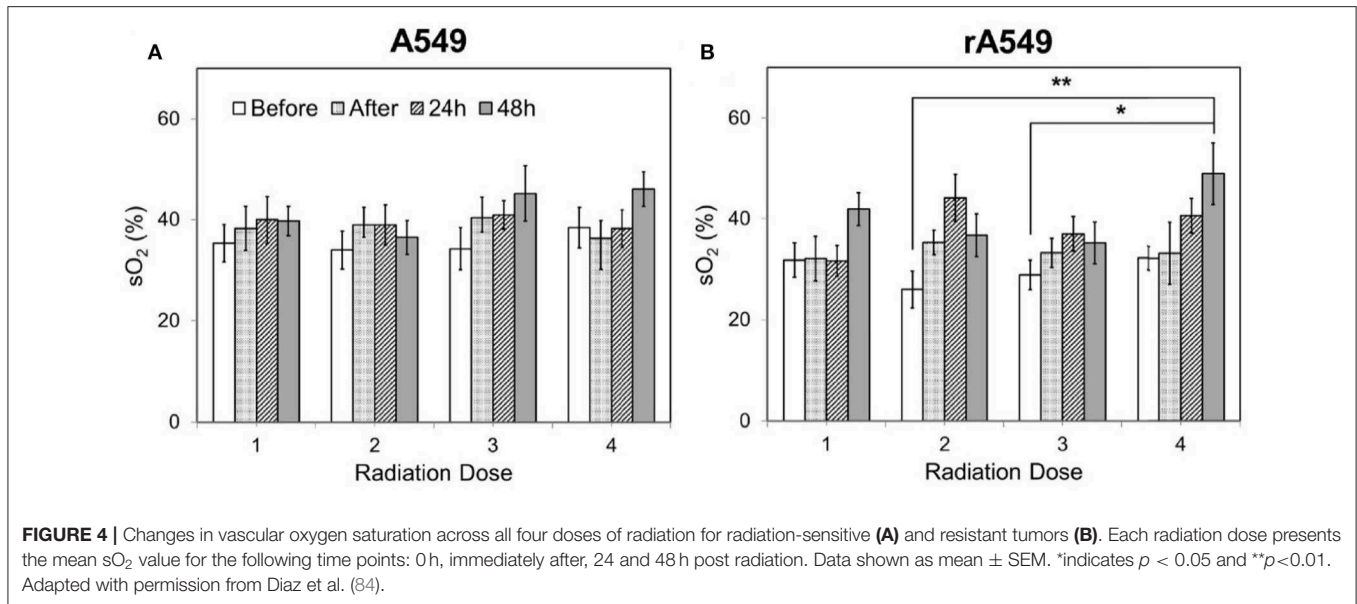 A
A549
60
40
20
0
sO₂ (%)
Before After 24h 48h
1 2 3 4
Radiation Dose
B
rA549
60
40
20
0
sO₂ (%)
**
*
1 2 3 4
Radiation Dose
FIGURE 4 | Changes in vascular oxygen saturation across all four doses of radiation for radiation-sensitive (A) and resistant tumors (B). Each radiation dose presents
the mean sO₂ value for the following time points: 0 h, immediately after, 24 and 48 h post radiation. Data shown as mean ± SEM. *indicates p < 0.05 and **p<0.01.
Adapted with permission from Diaz et al. (84).